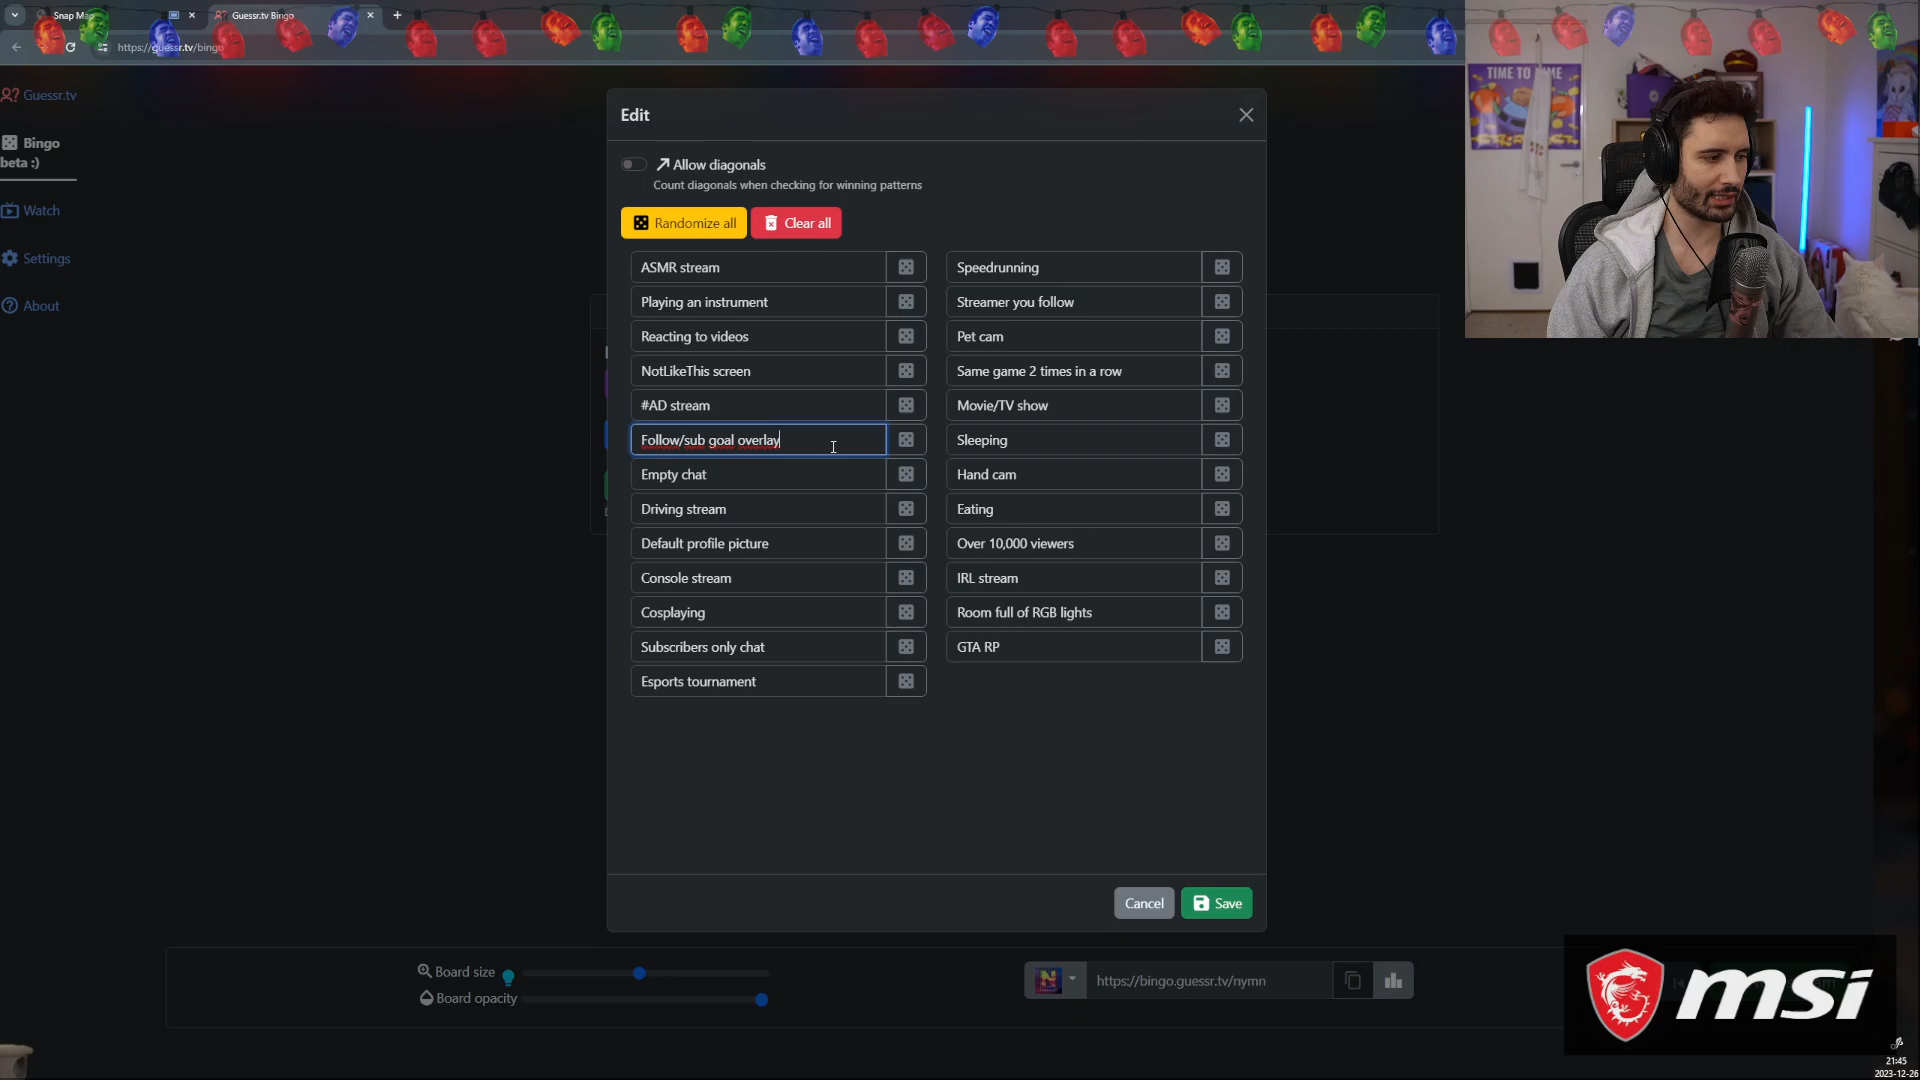 Snap Map
Guessr.tv Bingo
https://guessr.tv/bingo
Guessr.tv
Bingo
beta :)
Watch
Settings
About
Edit
Allow diagonals
Count diagonals when checking for winning patterns
Randomize all
Clear all
ASMR stream
Playing an instrument
Reacting to videos
NotLikeThis screen
#AD stream
Follow/sub goal overlay
Empty chat
Driving stream
Default profile picture
Console stream
Cosplaying
Subscribers only chat
Esports tournament
Speedrunning
Streamer you follow
Pet cam
Same game 2 times in a row
Movie/TV show
Sleeping
Hand cam
Eating
Over 10,000 viewers
IRL stream
Room full of RGB lights
GTA RP
Cancel
Save
Board size
Board opacity
N
https://bingo.guessr.tv/nymn
TIME TO
msi
21:45
2023-12-26